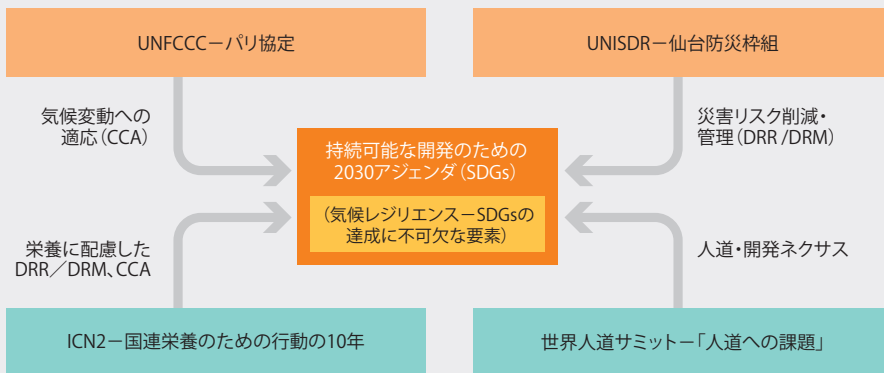 UNFCCC－パリ協定
UNISDR－仙台防災枠組
気候変動への
適応（CCA）
災害リスク削減・
管理（DRR /DRM）
持続可能な開発のための
2030アジェンダ（SDGs）
（気候レジリエンス－SDGsの
達成に不可欠な要素）
栄養に配慮した
DRR／DRM、CCA
人道・開発ネクサス
ICN2－国連栄養のための行動の10年
世界人道サミット－「人道への課題」